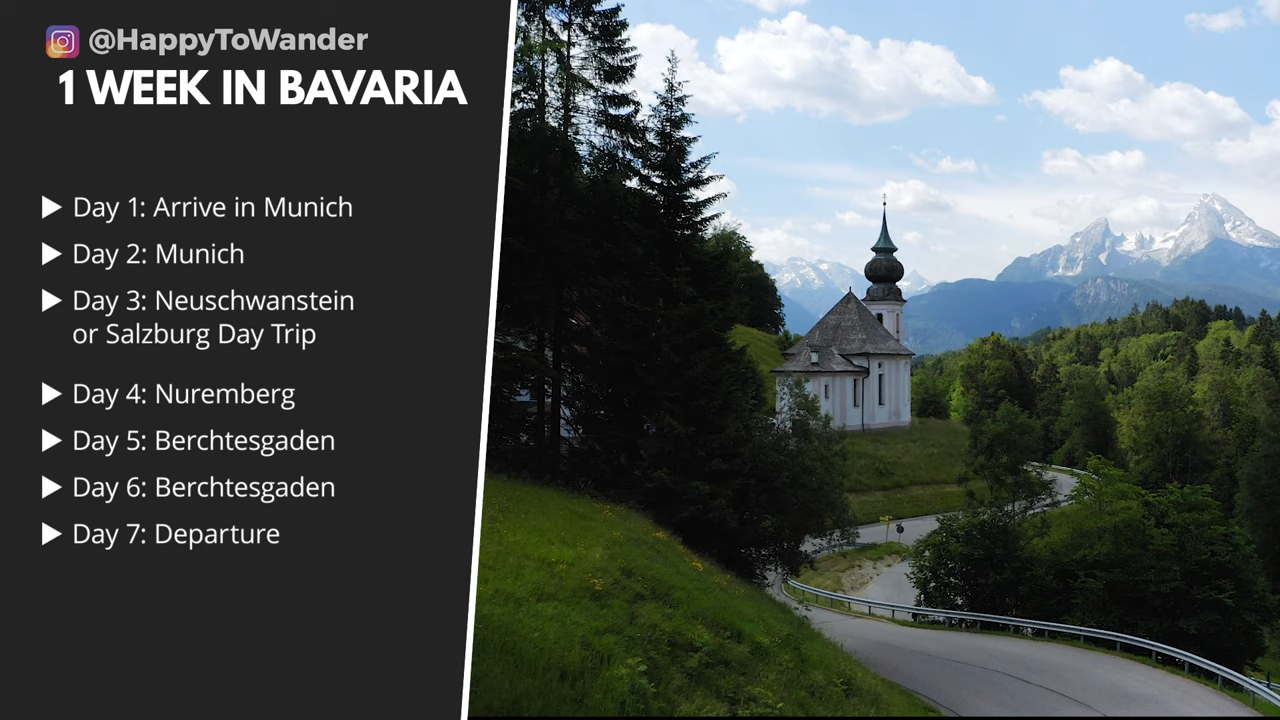 @HappyToWander
1 WEEK IN BAVARIA
Day 1: Arrive in Munich
Day 2: Munich
Day 3: Neuschwanstein
or Salzburg Day Trip
Day 4: Nuremberg
Day 5: Berchtesgaden
Day 6: Berchtesgaden
Day 7: Departure